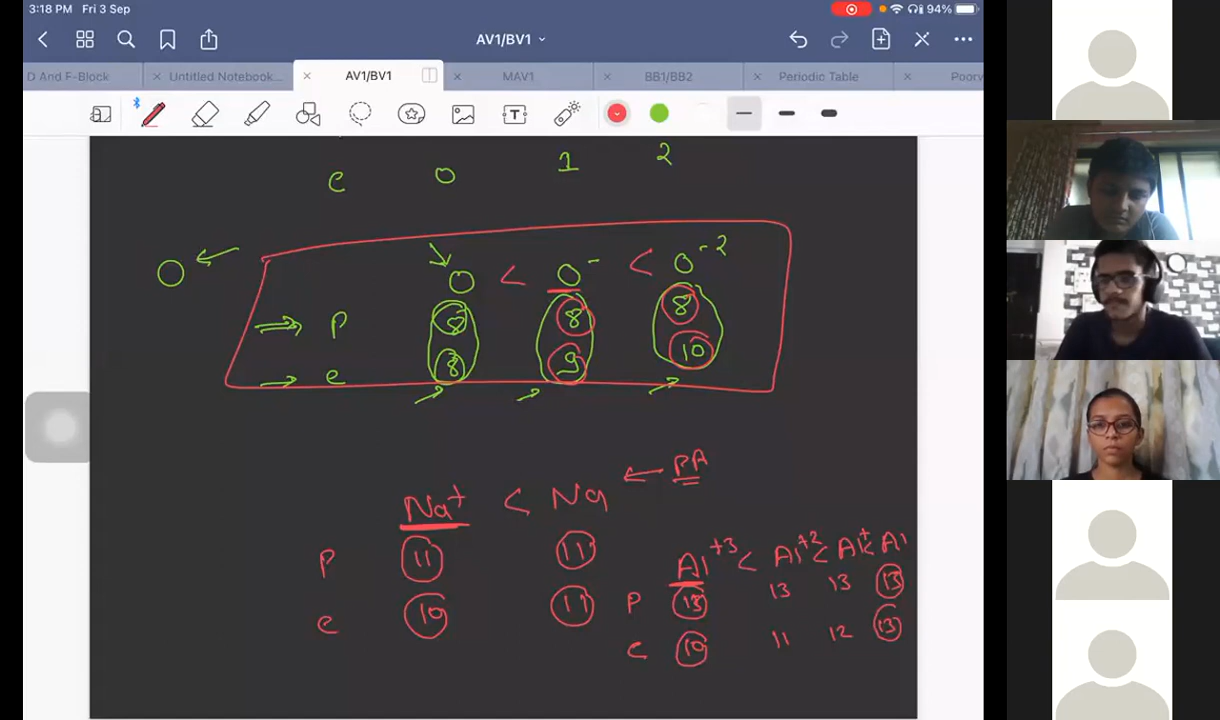 3:18 PM Fri 3 Sep
94%
AV1/BV1
D And F-Block
Untitled Notebook...
AV1/BV1
MAV1
BB1/BB2
Periodic Table
Poorv
T
e 0 1 2
O ← O < O⁻ < O⁻²
⇒ p 8 8 8
→ e 8 9 10
Na⁺ < Na ← PA
p 11 11
e 10 11
Al⁺³ < Al⁺² < Al⁺ < Al
p 13 13 13 13
e 10 11 12 13